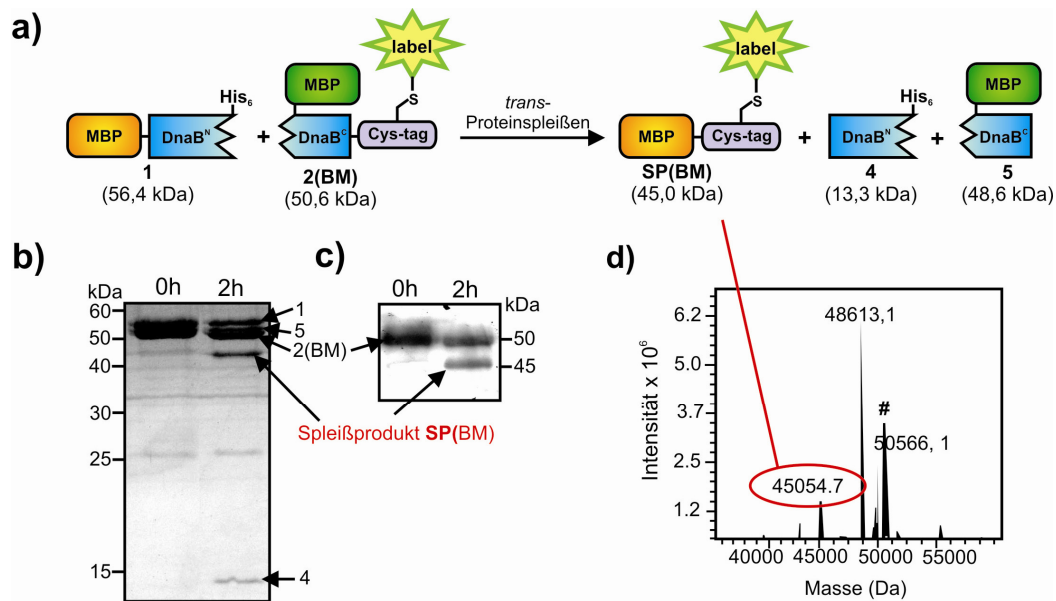 a)
label
label
MBP
His₆
trans-
His₆
MBP
MBP
DnaBᴺ
+
DnaBᶜ
S
Cys-tag
Proteinspleißen
MBP
S
Cys-tag
+
DnaBᴺ
+
DnaBᶜ
1
2(BM)
SP(BM)
4
5
(56,4 kDa)
(50,6 kDa)
(45,0 kDa)
(13,3 kDa)
(48,6 kDa)
b)
kDa
0h
2h
60
50
40
30
25
15
1
5
2(BM)
4
c)
0h
2h
kDa
50
45
Spleißprodukt SP(BM)
d)
Intensität x 10⁶
6.2
5.0
3.7
2.5
1.2
48613,1
#
50566, 1
45054.7
40000
45000
50000
55000
Masse (Da)